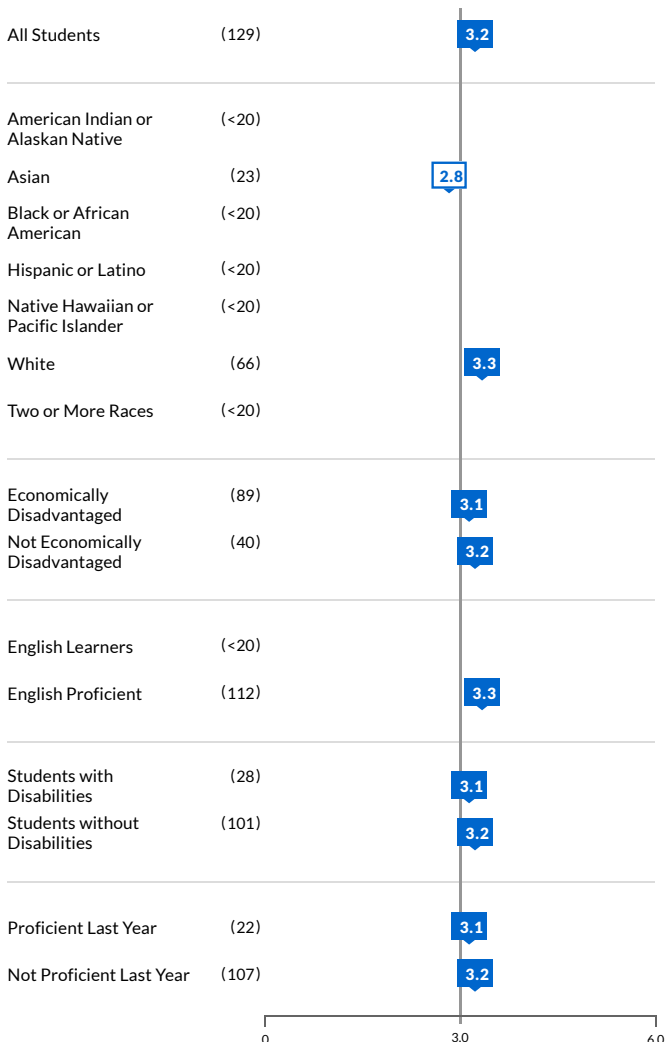 All Students (129) 3.2
American Indian or (<20)
Alaskan Native
Asian (23) 2.8
Black or African (<20)
American
Hispanic or Latino (<20)
Native Hawaiian or (<20)
Pacific Islander
White (66) 3.3
Two or More Races (<20)
Economically (89) 3.1
Disadvantaged
Not Economically (40) 3.2
Disadvantaged
English Learners (<20)
English Proficient (112) 3.3
Students with (28) 3.1
Disabilities
Students without (101) 3.2
Disabilities
Proficient Last Year (22) 3.1
Not Proficient Last Year (107) 3.2
0 3.0 6.0